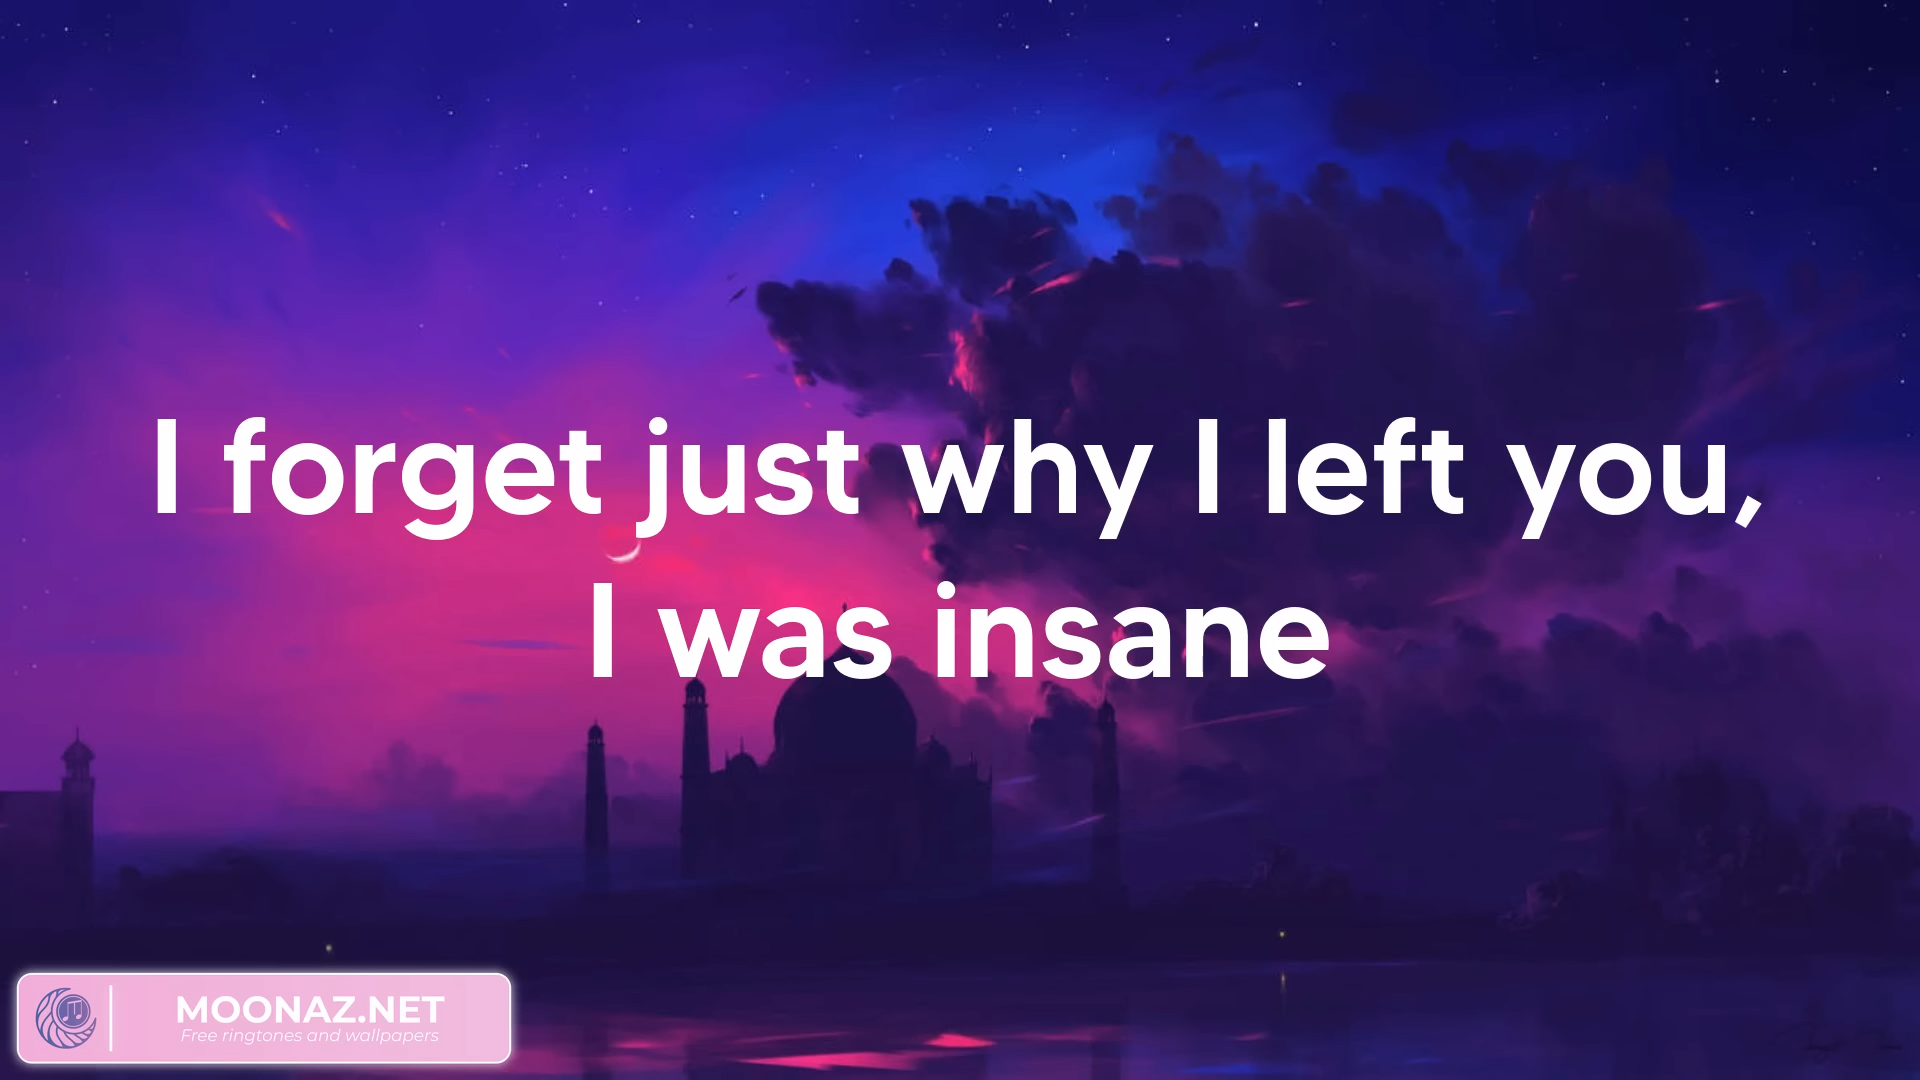 I forget just why I left you,
I was insane
MOONAZ.NET
Free ringtones and wallpapers